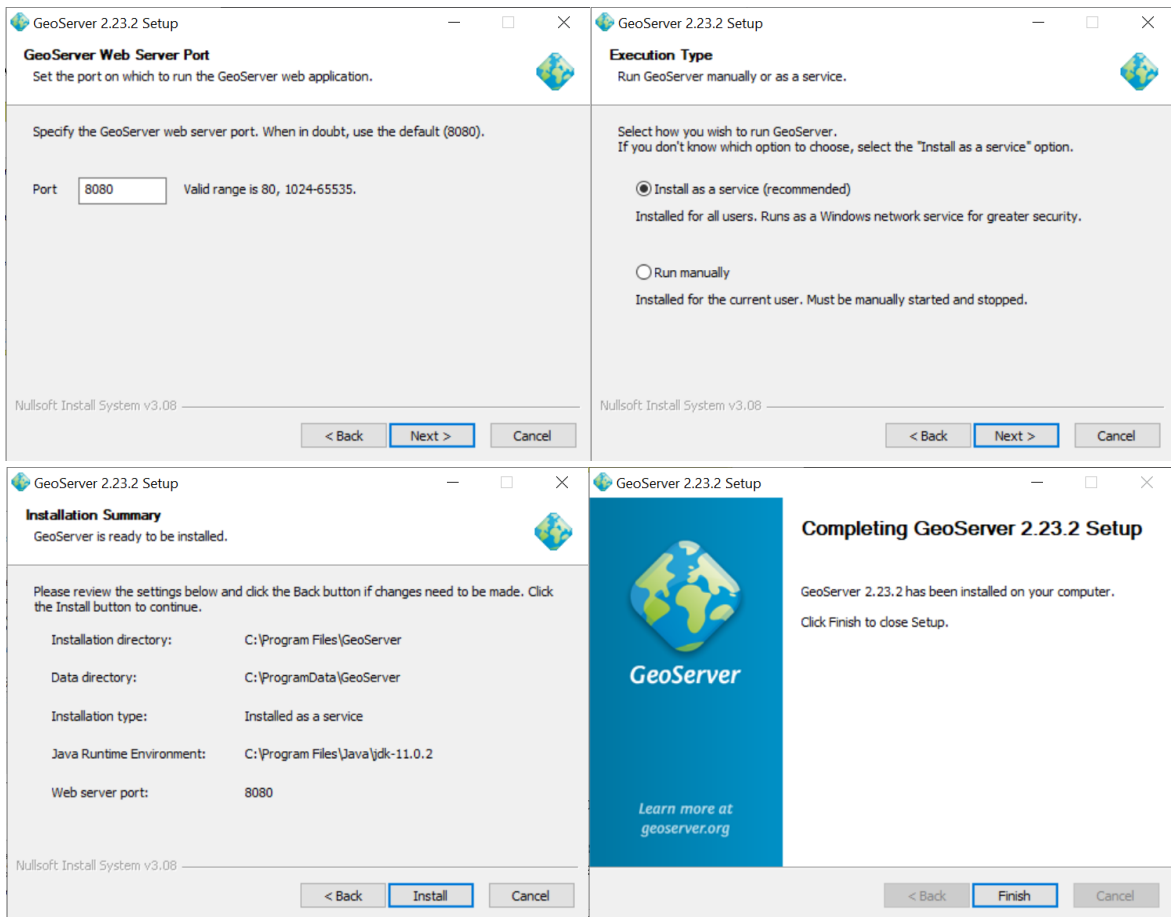 GeoServer 2.23.2 Setup
GeoServer Web Server Port
Set the port on which to run the GeoServer web application.
Specify the GeoServer web server port. When in doubt, use the default (8080).
Port 8080 Valid range is 80, 1024-65535.
Nullsoft Install System v3.08
< Back Next > Cancel
GeoServer 2.23.2 Setup
Execution Type
Run GeoServer manually or as a service.
Select how you wish to run GeoServer.
If you don't know which option to choose, select the "Install as a service" option.
Install as a service (recommended)
Installed for all users. Runs as a Windows network service for greater security.
Run manually
Installed for the current user. Must be manually started and stopped.
Nullsoft Install System v3.08
< Back Next > Cancel
GeoServer 2.23.2 Setup
Installation Summary
GeoServer is ready to be installed.
Please review the settings below and click the Back button if changes need to be made. Click
the Install button to continue.
Installation directory: C:\Program Files\GeoServer
Data directory: C:\ProgramData\GeoServer
Installation type: Installed as a service
Java Runtime Environment: C:\Program Files\Java\jdk-11.0.2
Web server port: 8080
Nullsoft Install System v3.08
< Back Install Cancel
GeoServer 2.23.2 Setup
GeoServer
Learn more at
geoserver.org
Completing GeoServer 2.23.2 Setup
GeoServer 2.23.2 has been installed on your computer.
Click Finish to close Setup.
< Back Finish Cancel